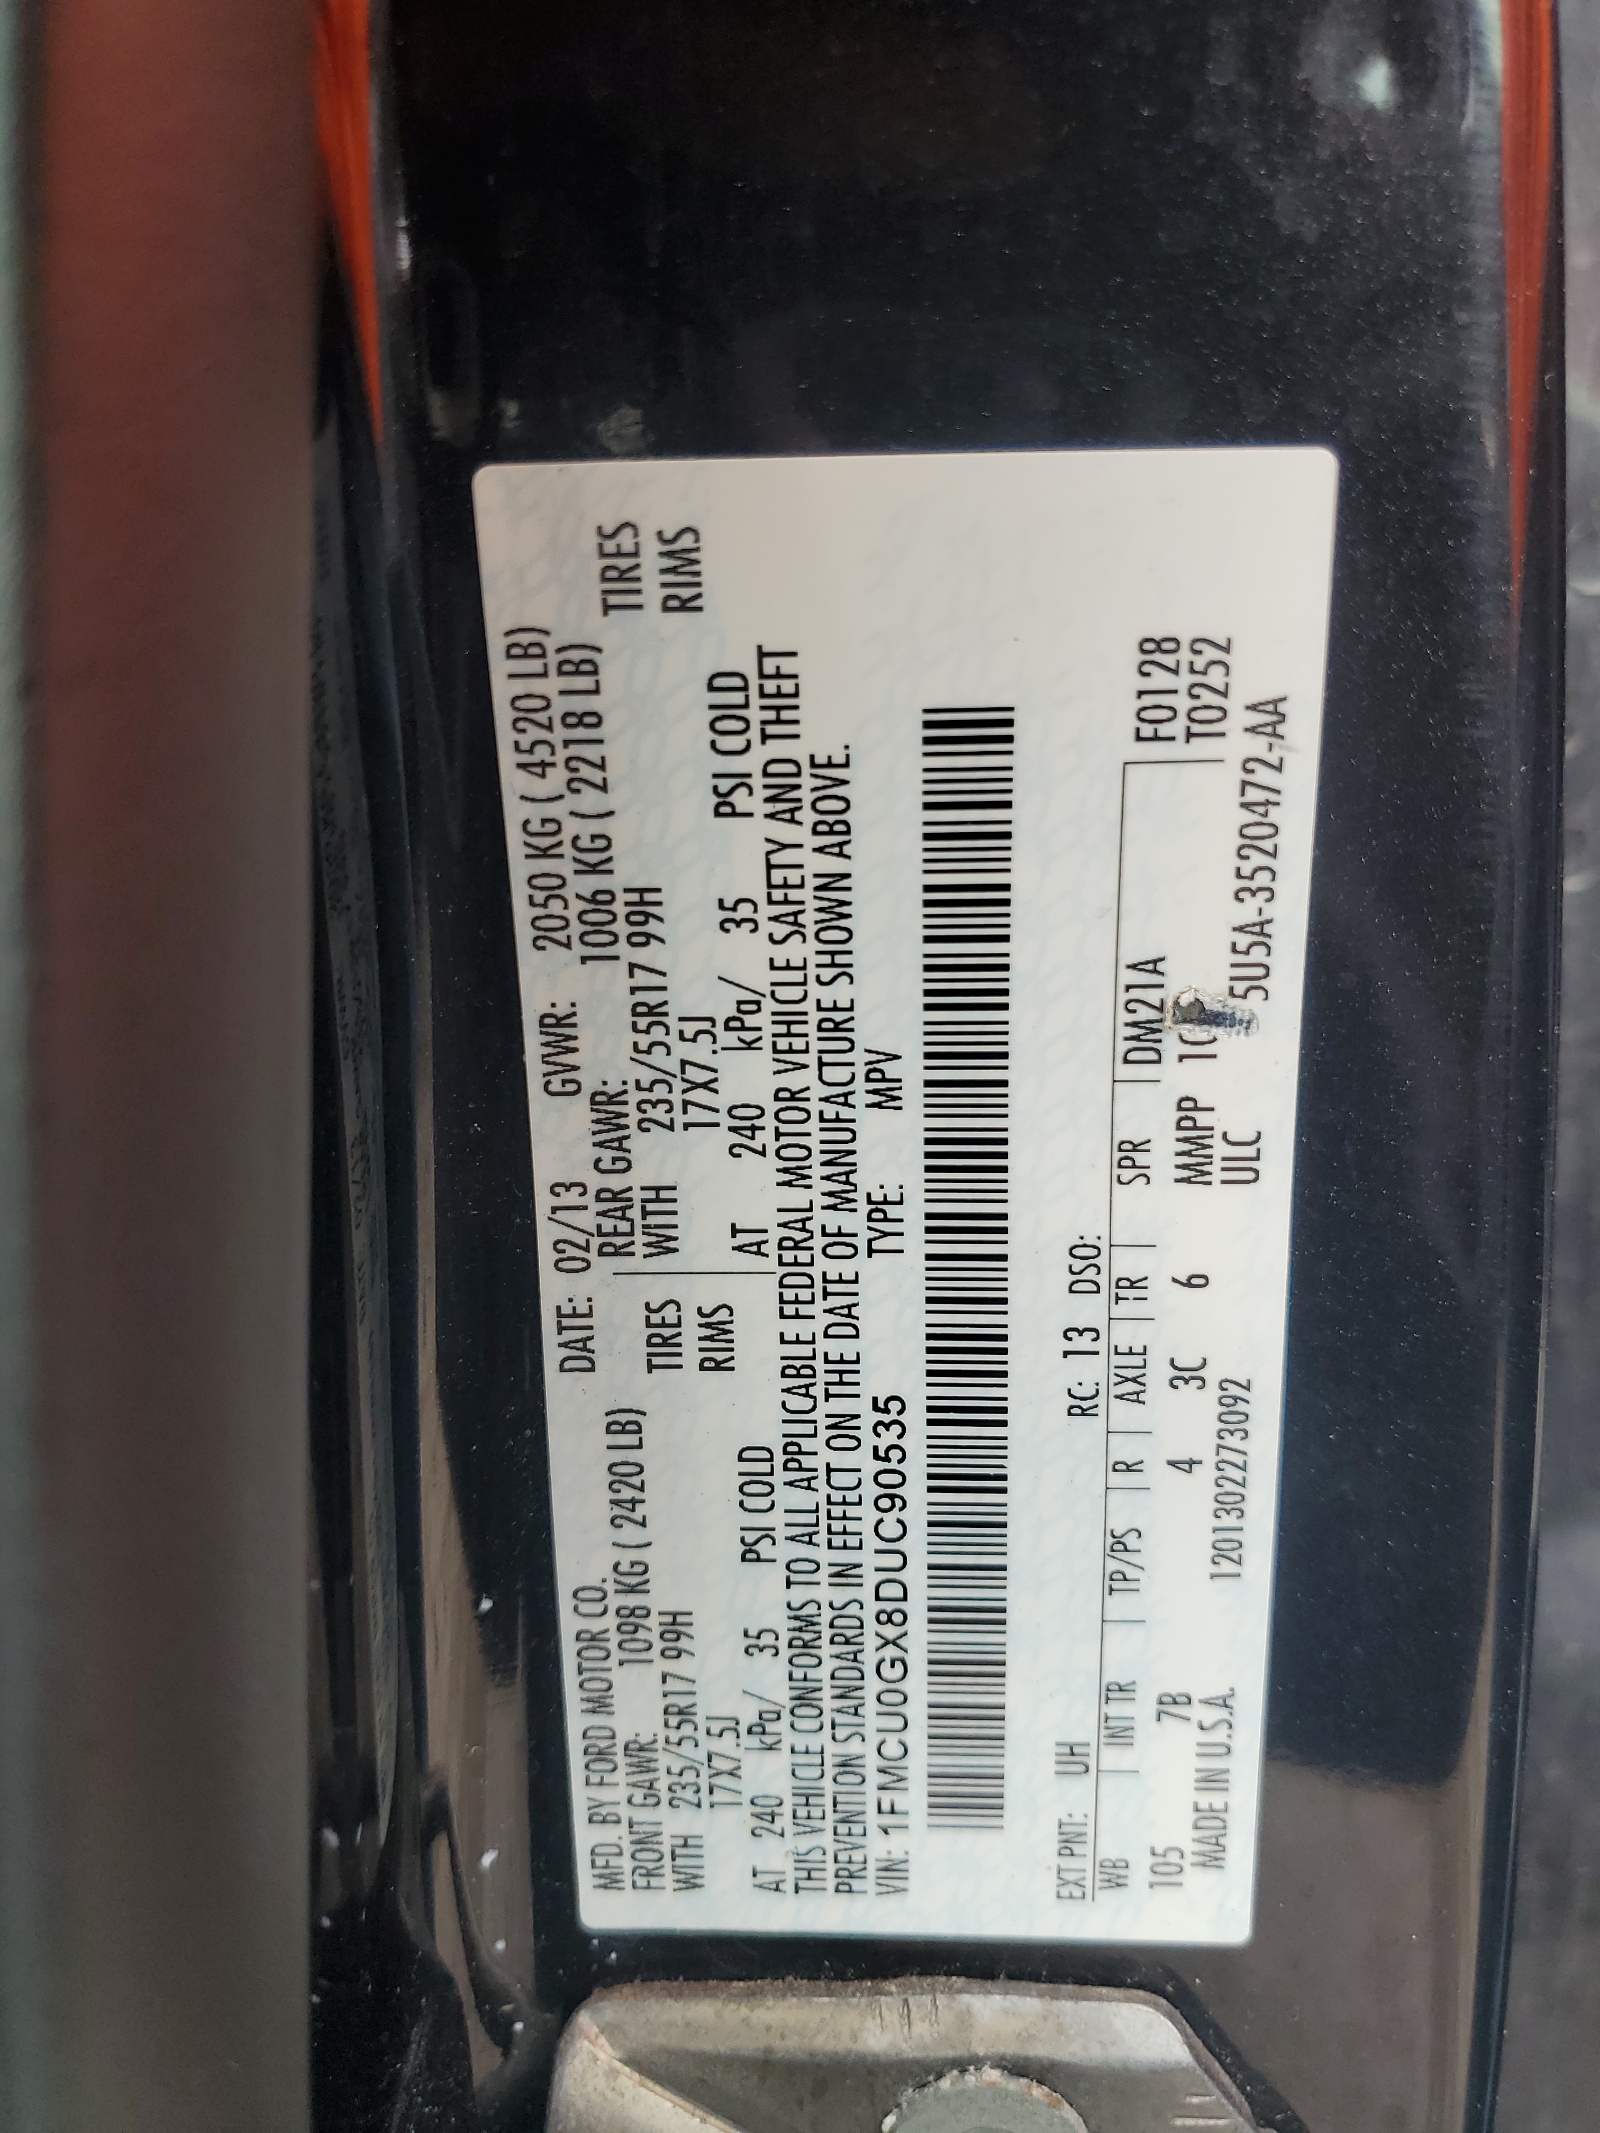 MFD. BY FORD MOTOR CO. DATE: 02/13 GVWR: 2050 KG ( 4520 LB)
FRONT GAWR: 1098 KG ( 2420 LB) REAR GAWR: 1006 KG ( 2218 LB)
WITH 235/55R17 99H TIRES WITH 235/55R17 99H TIRES
17X7.5J RIMS 17X7.5J RIMS
AT 240 kPa/ 35 PSI COLD AT 240 kPa/ 35 PSI COLD
THIS VEHICLE CONFORMS TO ALL APPLICABLE FEDERAL MOTOR VEHICLE SAFETY AND THEFT
PREVENTION STANDARDS IN EFFECT ON THE DATE OF MANUFACTURE SHOWN ABOVE.
VIN: 1FMCU0GX8DUC90535 TYPE: MPV
EXT PNT: UH RC: 13 DSO:
WB | INT TR | TP/PS | R | AXLE | TR | SPR | DM21A F0128
105 7B 4 3C 6 MMPP T0252
MADE IN U.S.A. 1201302273092 ULC 5U5A-3520472-AA